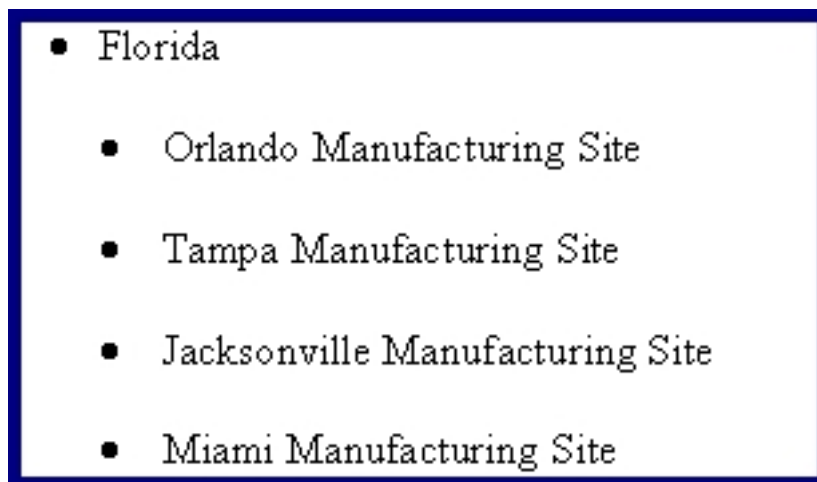 • Florida
• Orlando Manufacturing Site
• Tampa Manufacturing Site
• Jacksonville Manufacturing Site
• Miami Manufacturing Site